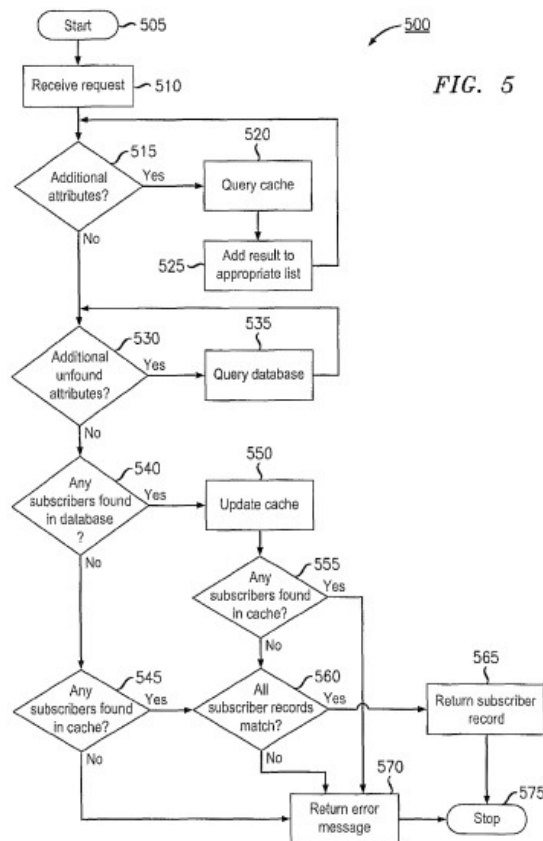 Start
505
500
Receive request
510
FIG. 5
515
Additional
attributes?
Yes
No
520
Query cache
525
Add result to
appropriate list
530
Additional
unfound
attributes?
Yes
No
535
Query database
540
Any
subscribers found
in database
?
Yes
No
550
Update cache
555
Any
subscribers found
in cache?
Yes
No
545
Any
subscribers found
in cache?
Yes
No
560
All
subscriber records
match?
Yes
No
565
Return subscriber
record
570
Return error
message
575
Stop